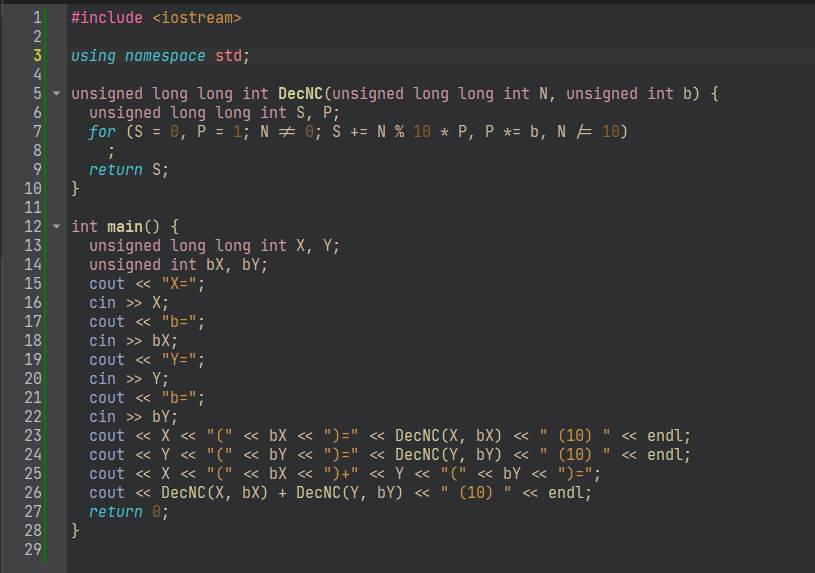 1 #include <iostream>
2
3 using namespace std;
4
5 unsigned long long int DecNC(unsigned long long int N, unsigned int b) {
6   unsigned long long int S, P;
7   for (S = 0, P = 1; N != 0; S += N % 10 * P, P *= b, N /= 10)
8     ;
9   return S;
10 }
11
12 int main() {
13   unsigned long long int X, Y;
14   unsigned int bX, bY;
15   cout << "X=";
16   cin >> X;
17   cout << "b=";
18   cin >> bX;
19   cout << "Y=";
20   cin >> Y;
21   cout << "b=";
22   cin >> bY;
23   cout << X << "(" << bX << ")=" << DecNC(X, bX) << " (10) " << endl;
24   cout << Y << "(" << bY << ")=" << DecNC(Y, bY) << " (10) " << endl;
25   cout << X << "(" << bX << ")+" << Y << "(" << bY << ")=";
26   cout << DecNC(X, bX) + DecNC(Y, bY) << " (10) " << endl;
27   return 0;
28 }
29